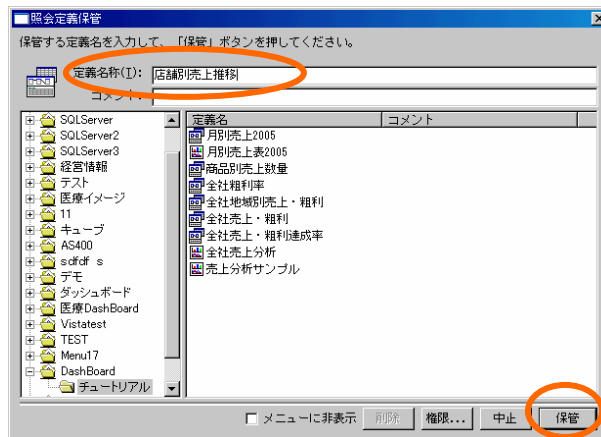 照会定義保管
保管する定義名を入力して、「保管」ボタンを押してください。
定義名称(I): 店舗別売上推移
コメント:
定義名 コメント
SQLServer
SQLServer2
SQLServer3
経営情報
テスト
医療イメージ
11
キューブ
AS400
sdfdf s
デモ
ダッシュボード
医療DashBoard
Vistatest
TEST
Menu17
DashBoard
チュートリアル
月別売上2005
月別売上表2005
商品別売上数量
全社粗利率
全社地域別売上・粗利
全社売上・粗利
全社売上・粗利達成率
全社売上分析
売上分析サンプル
メニューに非表示 削除 権限... 中止 保管